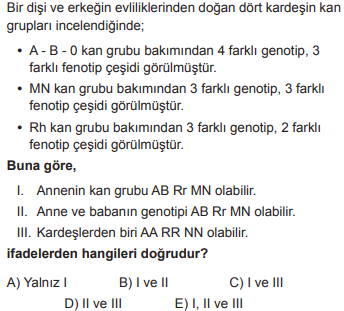 Bir dişi ve erkeğin evliliklerinden doğan dört kardeşin kan
grupları incelendiğinde;
• A - B - 0 kan grubu bakımından 4 farklı genotip, 3
farklı fenotip çeşidi görülmüştür.
• MN kan grubu bakımından 3 farklı genotip, 3 farklı
fenotip çeşidi görülmüştür.
• Rh kan grubu bakımından 3 farklı genotip, 2 farklı
fenotip çeşidi görülmüştür.
Buna göre,
I. Annenin kan grubu AB Rr MN olabilir.
II. Anne ve babanın genotipi AB Rr MN olabilir.
III. Kardeşlerden biri AA RR NN olabilir.
ifadelerden hangileri doğrudur?
A) Yalnız I B) I ve II C) I ve III
D) II ve III E) I, II ve III